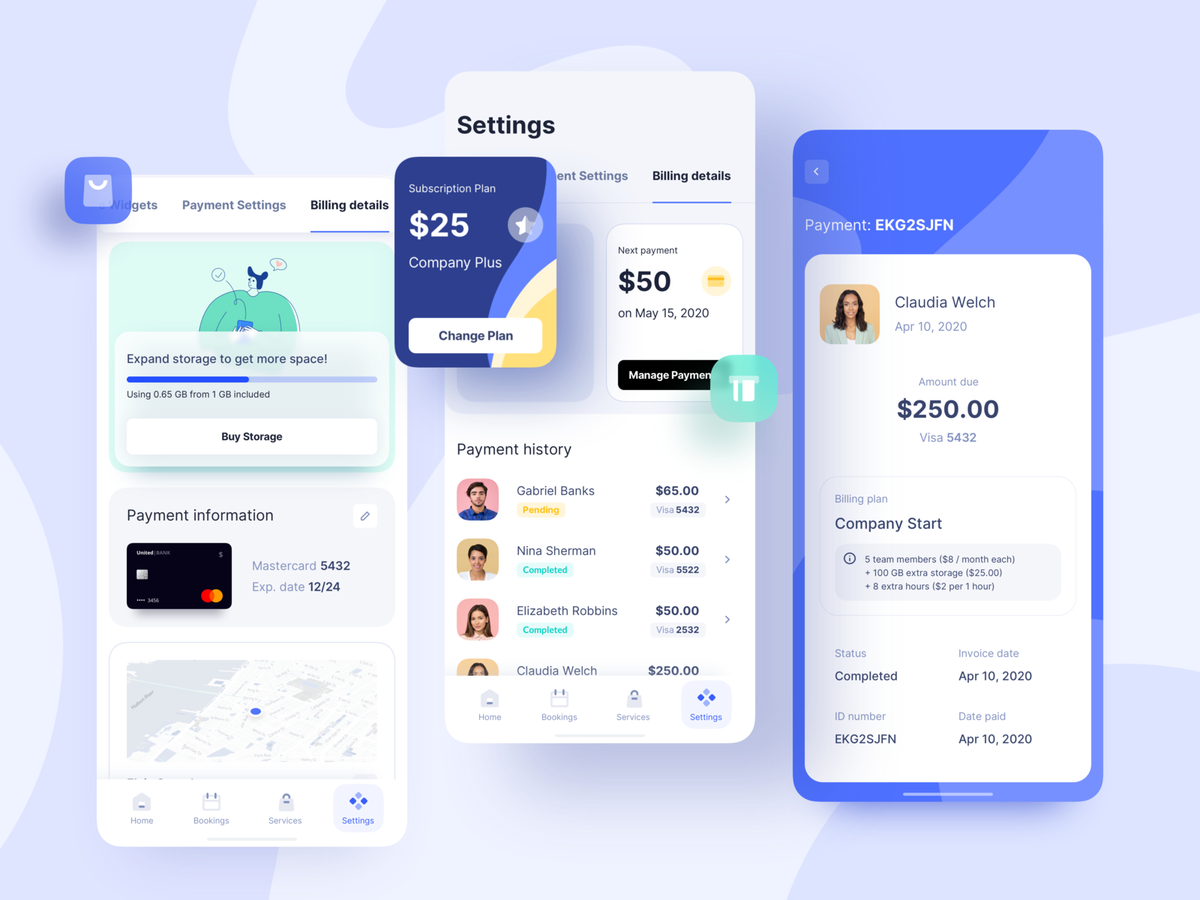 Widgets
Payment Settings
Billing details
Expand storage to get more space!
Using 0.65 GB from 1 GB included
Buy Storage
Payment information
United|BANK
$
•••• 3456
Mastercard 5432
Exp. date 12/24
Home
Bookings
Services
Settings
Settings
ent Settings
Billing details
Subscription Plan
$25
Company Plus
Change Plan
Next payment
$50
on May 15, 2020
Manage Paymen
Payment history
Gabriel Banks
$65.00
Pending
Visa 5432
Nina Sherman
$50.00
Completed
Visa 5522
Elizabeth Robbins
$50.00
Completed
Visa 2532
Claudia Welch
$250.00
Home
Bookings
Services
Settings
Payment: EKG2SJFN
Claudia Welch
Apr 10, 2020
Amount due
$250.00
Visa 5432
Billing plan
Company Start
5 team members ($8 / month each)
+ 100 GB extra storage ($25.00)
+ 8 extra hours ($2 per 1 hour)
Status
Invoice date
Completed
Apr 10, 2020
ID number
Date paid
EKG2SJFN
Apr 10, 2020